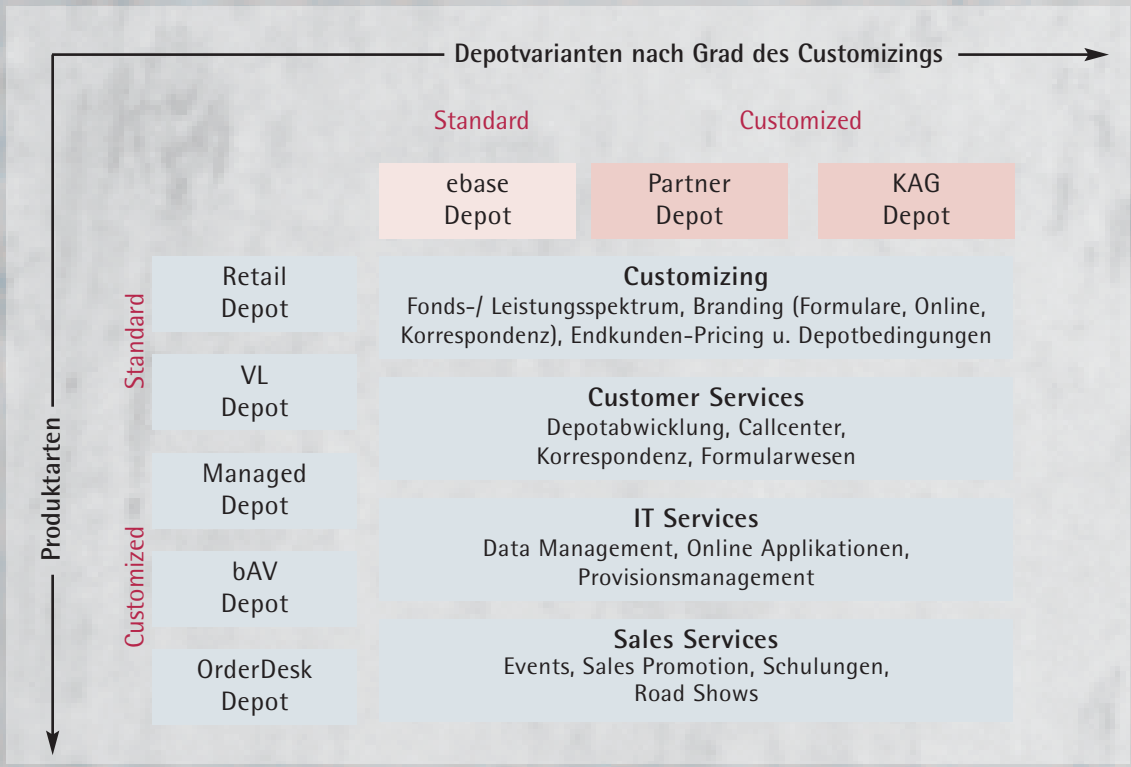 Depotvarianten nach Grad des Customizings
Standard
Customized
ebase
Depot
Partner
Depot
KAG
Depot
Produktarten
Standard
Customized
Retail
Depot
VL
Depot
Managed
Depot
bAV
Depot
OrderDesk
Depot
Customizing
Fonds-/ Leistungsspektrum, Branding (Formulare, Online,
Korrespondenz), Endkunden-Pricing u. Depotbedingungen
Customer Services
Depotabwicklung, Callcenter,
Korrespondenz, Formularwesen
IT Services
Data Management, Online Applikationen,
Provisionsmanagement
Sales Services
Events, Sales Promotion, Schulungen,
Road Shows